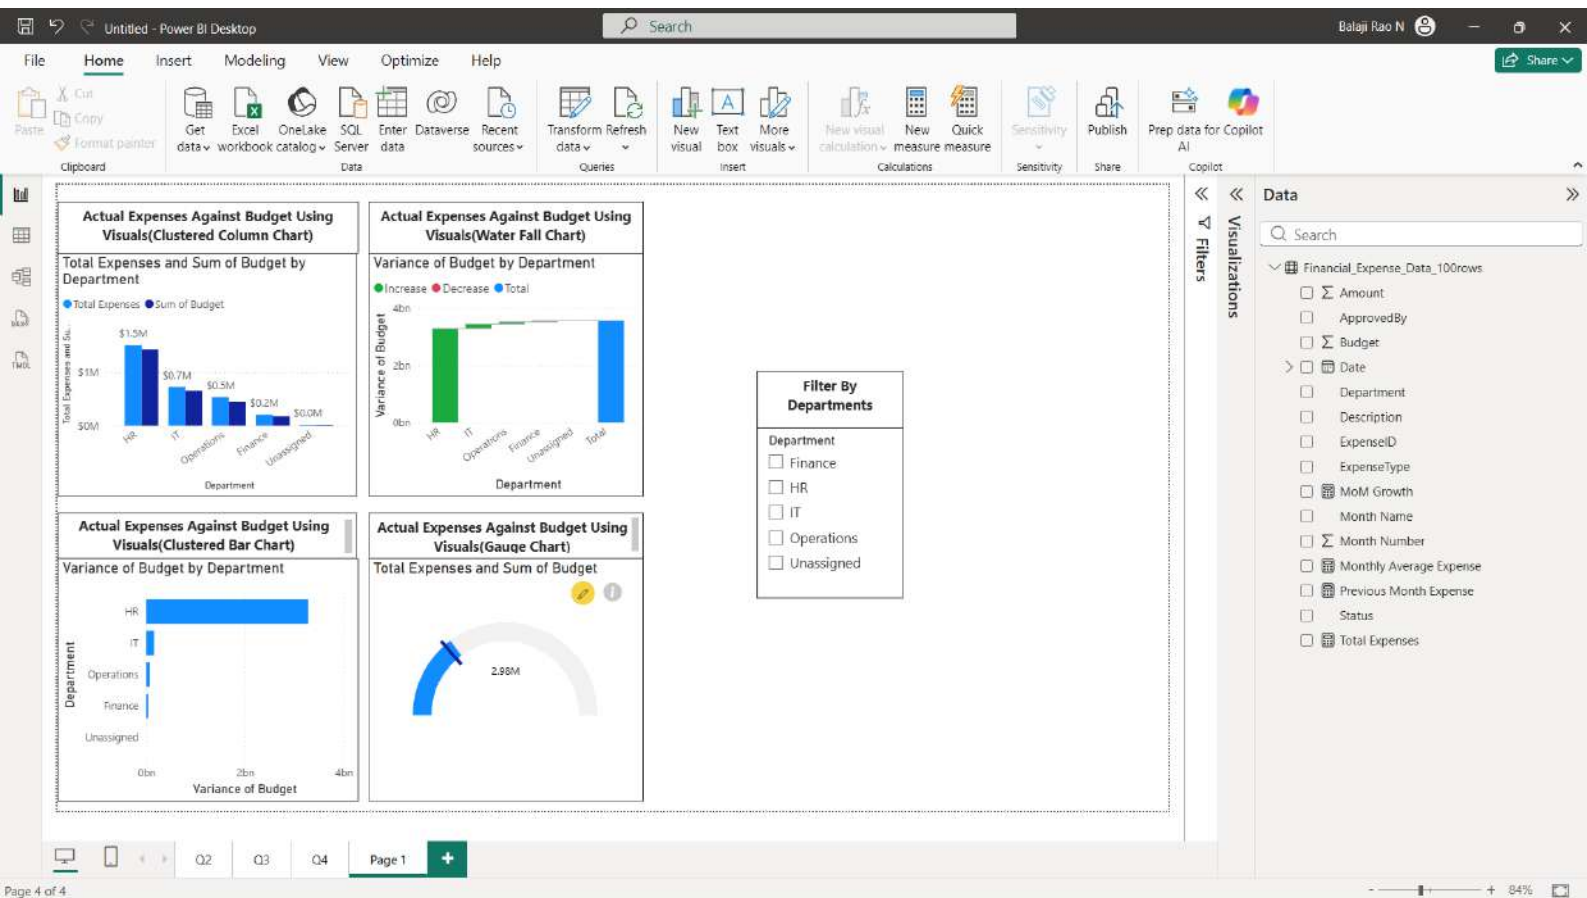 Untitled - Power BI Desktop
Search
Balaji Rao N
File Home Insert Modeling View Optimize Help
Share
Paste
Cut
Copy
Format painter
Clipboard
Get data
Excel workbook
OneLake catalog
SQL Server
Enter data
Dataverse
Recent sources
Data
Transform data
Refresh
Queries
New visual
Text box
More visuals
Insert
New visual calculation
New measure
Quick measure
Calculations
Sensitivity
Sensitivity
Publish
Share
Prep data for AI
Copilot
Copilot
Actual Expenses Against Budget Using
Visuals(Clustered Column Chart)
Total Expenses and Sum of Budget by
Department
Total Expenses Sum of Budget
Total Expenses and Su...
$1M
$0M
$1.5M
$0.7M
$0.5M
$0.2M
$0.0M
HR
IT
Operations
Finance
Unassigned
Department
Actual Expenses Against Budget Using
Visuals(Water Fall Chart)
Variance of Budget by Department
Increase Decrease Total
Variance of Budget
4bn
2bn
0bn
HR
IT
Operations
Finance
Unassigned
Total
Department
Actual Expenses Against Budget Using
Visuals(Clustered Bar Chart)
Variance of Budget by Department
Department
HR
IT
Operations
Finance
Unassigned
0bn 2bn 4bn
Variance of Budget
Actual Expenses Against Budget Using
Visuals(Gauge Chart)
Total Expenses and Sum of Budget
2.98M
Filter By
Departments
Department
Finance
HR
IT
Operations
Unassigned
Filters
Visualizations
Data
Search
Financial_Expense_Data_100rows
Amount
ApprovedBy
Budget
Date
Department
Description
ExpenseID
ExpenseType
MoM Growth
Month Name
Month Number
Monthly Average Expense
Previous Month Expense
Status
Total Expenses
Q2 Q3 Q4 Page 1
Page 4 of 4
84%